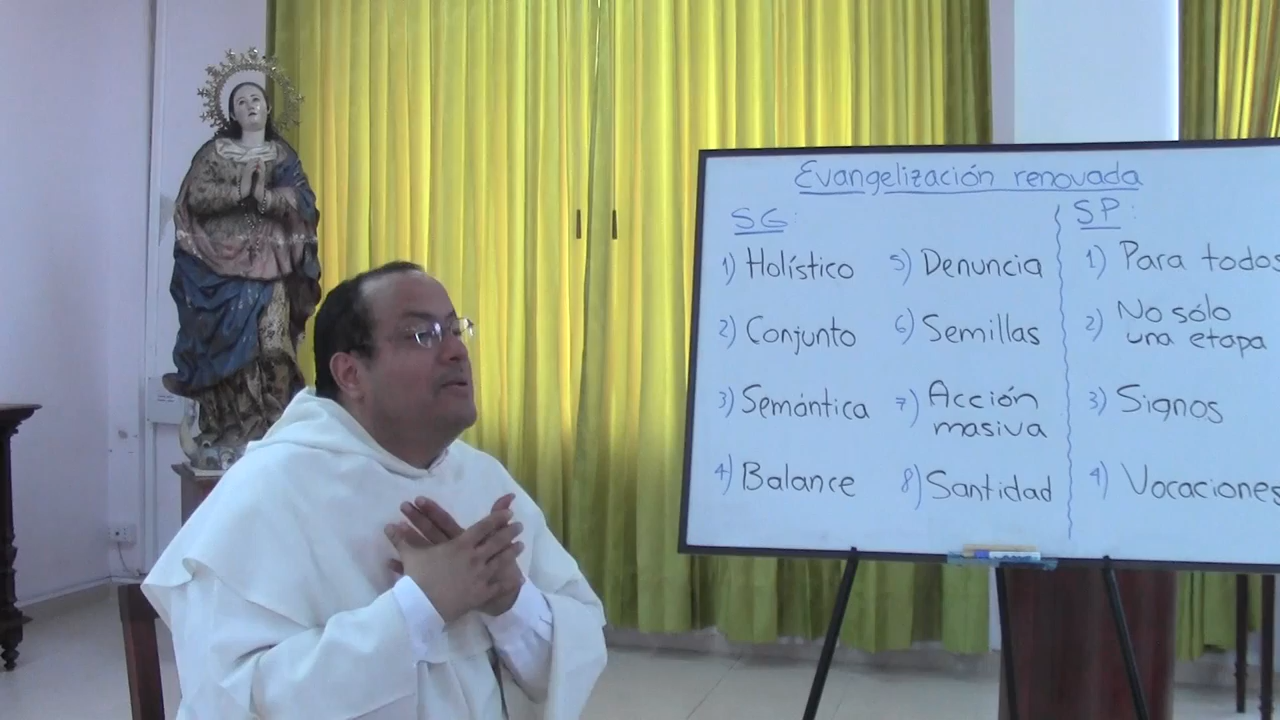 Evangelización renovada
SG:
1) Holístico
2) Conjunto
3) Semántica
4) Balance
5) Denuncia
6) Semillas
7) Acción
masiva
8) Santidad
SP:
1) Para todos
2) No sólo
una etapa
3) Signos
4) Vocaciones